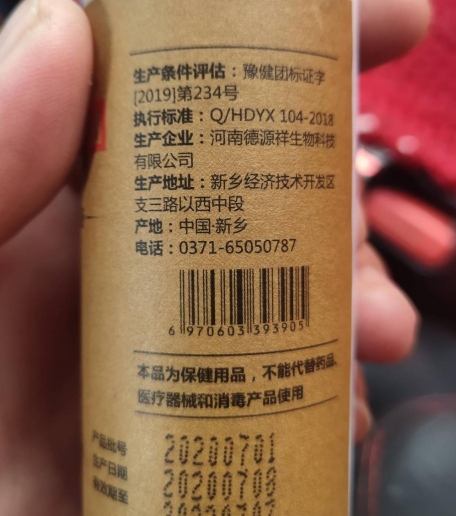 生产条件评估：豫健团标证字
[2019]第234号
执行标准：Q/HDYX 104-2018
生产企业：河南德源祥生物科技
有限公司
生产地址：新乡经济技术开发区
支三路以西中段
产地：中国·新乡
电话：0371-65050787
6 970603 393905
本品为保健用品，不能代替药品、
医疗器械和消毒产品使用
产品批号 20200701
生产日期 20200703
有效期至